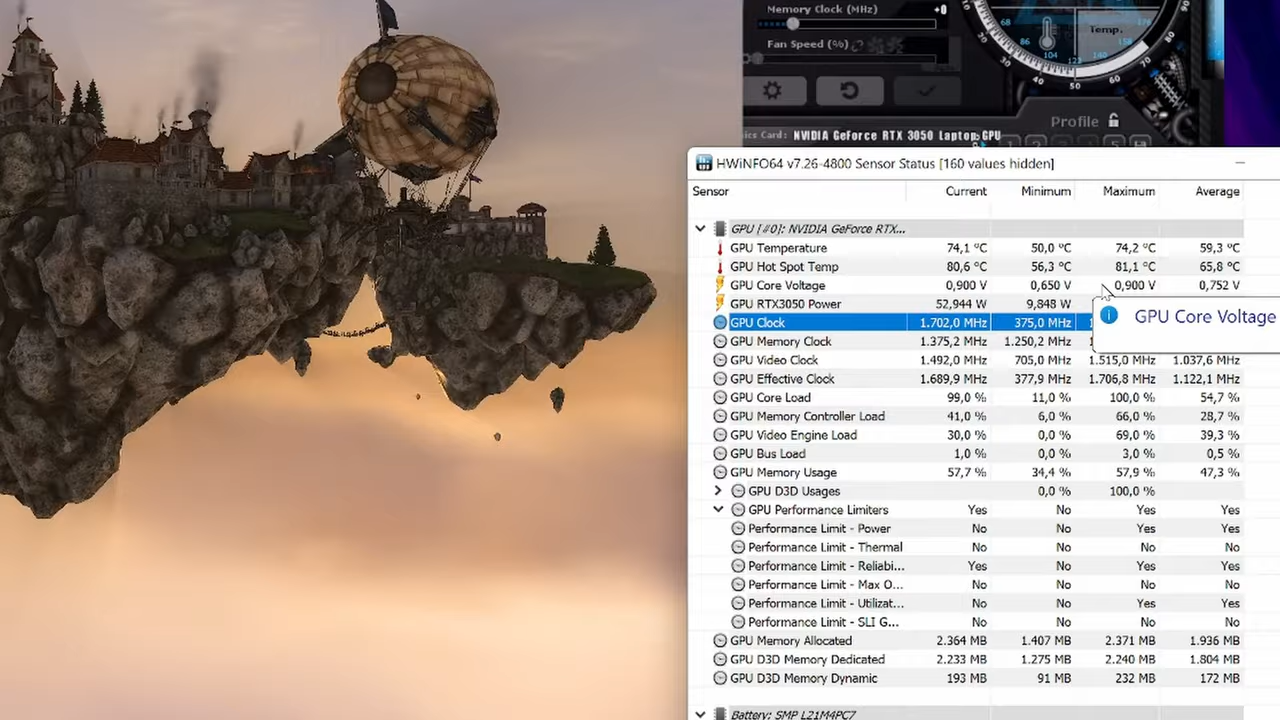 Memory Clock (MHz) +0
Fan Speed (%)
68 176
Temp.
86 158
104 122 140
30 40 50 60 70 80 90
Profile
ics Card: NVIDIA GeForce RTX 3050 Laptop GPU
HWiNFO64 v7.26-4800 Sensor Status [160 values hidden]
Sensor Current Minimum Maximum Average
GPU [#0]: NVIDIA GeForce RTX...
GPU Temperature 74,1 °C 50,0 °C 74,2 °C 59,3 °C
GPU Hot Spot Temp 80,6 °C 56,3 °C 81,1 °C 65,8 °C
GPU Core Voltage 0,900 V 0,650 V 0,900 V 0,752 V
GPU RTX3050 Power 52,944 W 9,848 W
GPU Core Voltage
GPU Clock 1.702,0 MHz 375,0 MHz
GPU Memory Clock 1.375,2 MHz 1.250,2 MHz
GPU Video Clock 1.492,0 MHz 705,0 MHz 1.515,0 MHz 1.037,6 MHz
GPU Effective Clock 1.689,9 MHz 377,9 MHz 1.706,8 MHz 1.122,1 MHz
GPU Core Load 99,0 % 11,0 % 100,0 % 54,7 %
GPU Memory Controller Load 41,0 % 6,0 % 66,0 % 28,7 %
GPU Video Engine Load 30,0 % 0,0 % 69,0 % 39,3 %
GPU Bus Load 1,0 % 0,0 % 3,0 % 0,5 %
GPU Memory Usage 57,7 % 34,4 % 57,9 % 47,3 %
GPU D3D Usages 0,0 % 100,0 %
GPU Performance Limiters Yes No Yes Yes
Performance Limit - Power No No Yes Yes
Performance Limit - Thermal No No No No
Performance Limit - Reliabi... Yes No Yes Yes
Performance Limit - Max O... No No No No
Performance Limit - Utilizat... No No Yes Yes
Performance Limit - SLI G... No No No No
GPU Memory Allocated 2.364 MB 1.407 MB 2.371 MB 1.936 MB
GPU D3D Memory Dedicated 2.233 MB 1.275 MB 2.240 MB 1.804 MB
GPU D3D Memory Dynamic 193 MB 91 MB 232 MB 172 MB
Battery: SMP L21M4PC7